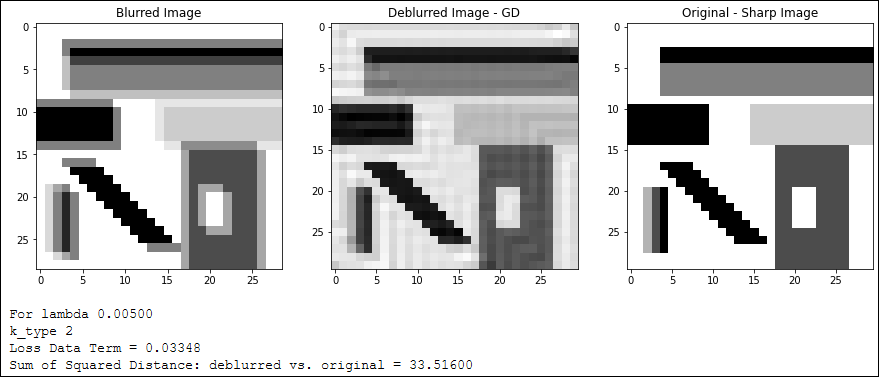 Blurred Image
Deblurred Image - GD
Original - Sharp Image
0 0 0
5 5 5
10 10 10
15 15 15
20 20 20
25 25 25
0 5 10 15 20 25 0 5 10 15 20 25 0 5 10 15 20 25
For lambda 0.00500
k_type 2
Loss Data Term = 0.03348
Sum of Squared Distance: deblurred vs. original = 33.51600